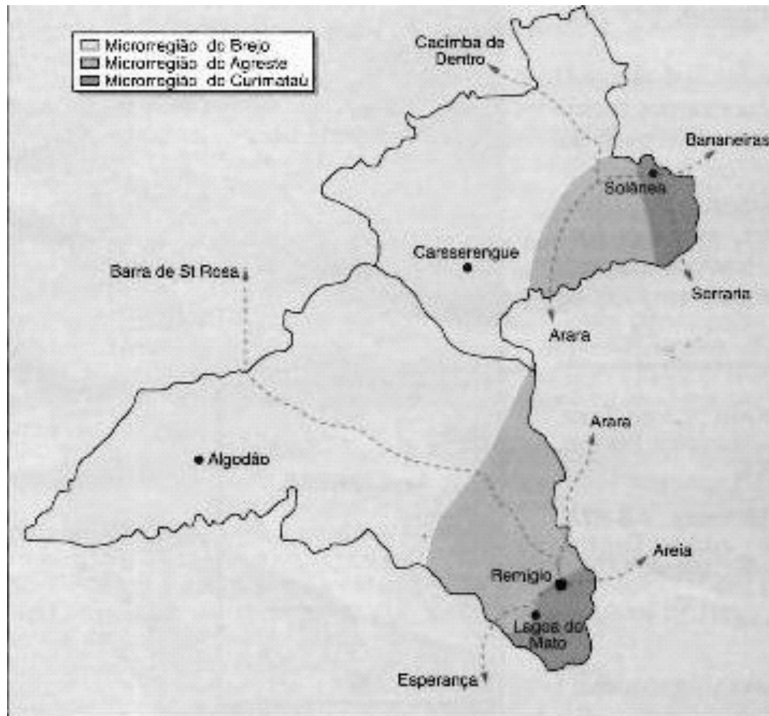 Microrregião do Brejo
Microrregião do Agreste
Microrregião do Curimataú
Cacimba de
Dentro
Bananeiras
Solânea
Casserengue
Barra de St Rosa
Serraria
Arara
Arara
Algodão
Areia
Remígio
Lagoa do
Mato
Esperança